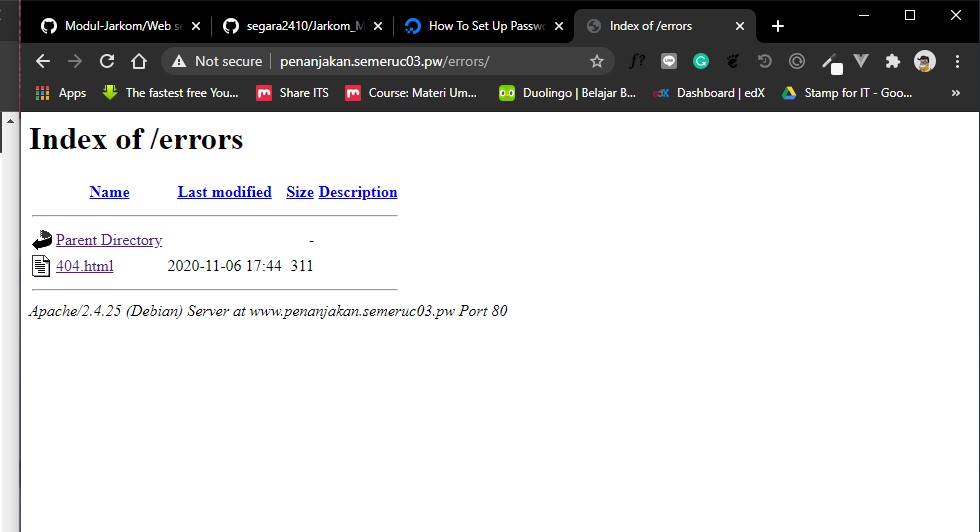 Modul-Jarkom/Web se
segara2410/Jarkom_M
How To Set Up Passwo
Index of /errors
Not secure | penanjakan.semeruc03.pw/errors/
f?
Apps The fastest free You... Share ITS Course: Materi Um... Duolingo | Belajar B... edX Dashboard | edX Stamp for IT - Goo... »
Index of /errors
Name Last modified Size Description
Parent Directory -
404.html 2020-11-06 17:44 311
Apache/2.4.25 (Debian) Server at www.penanjakan.semeruc03.pw Port 80